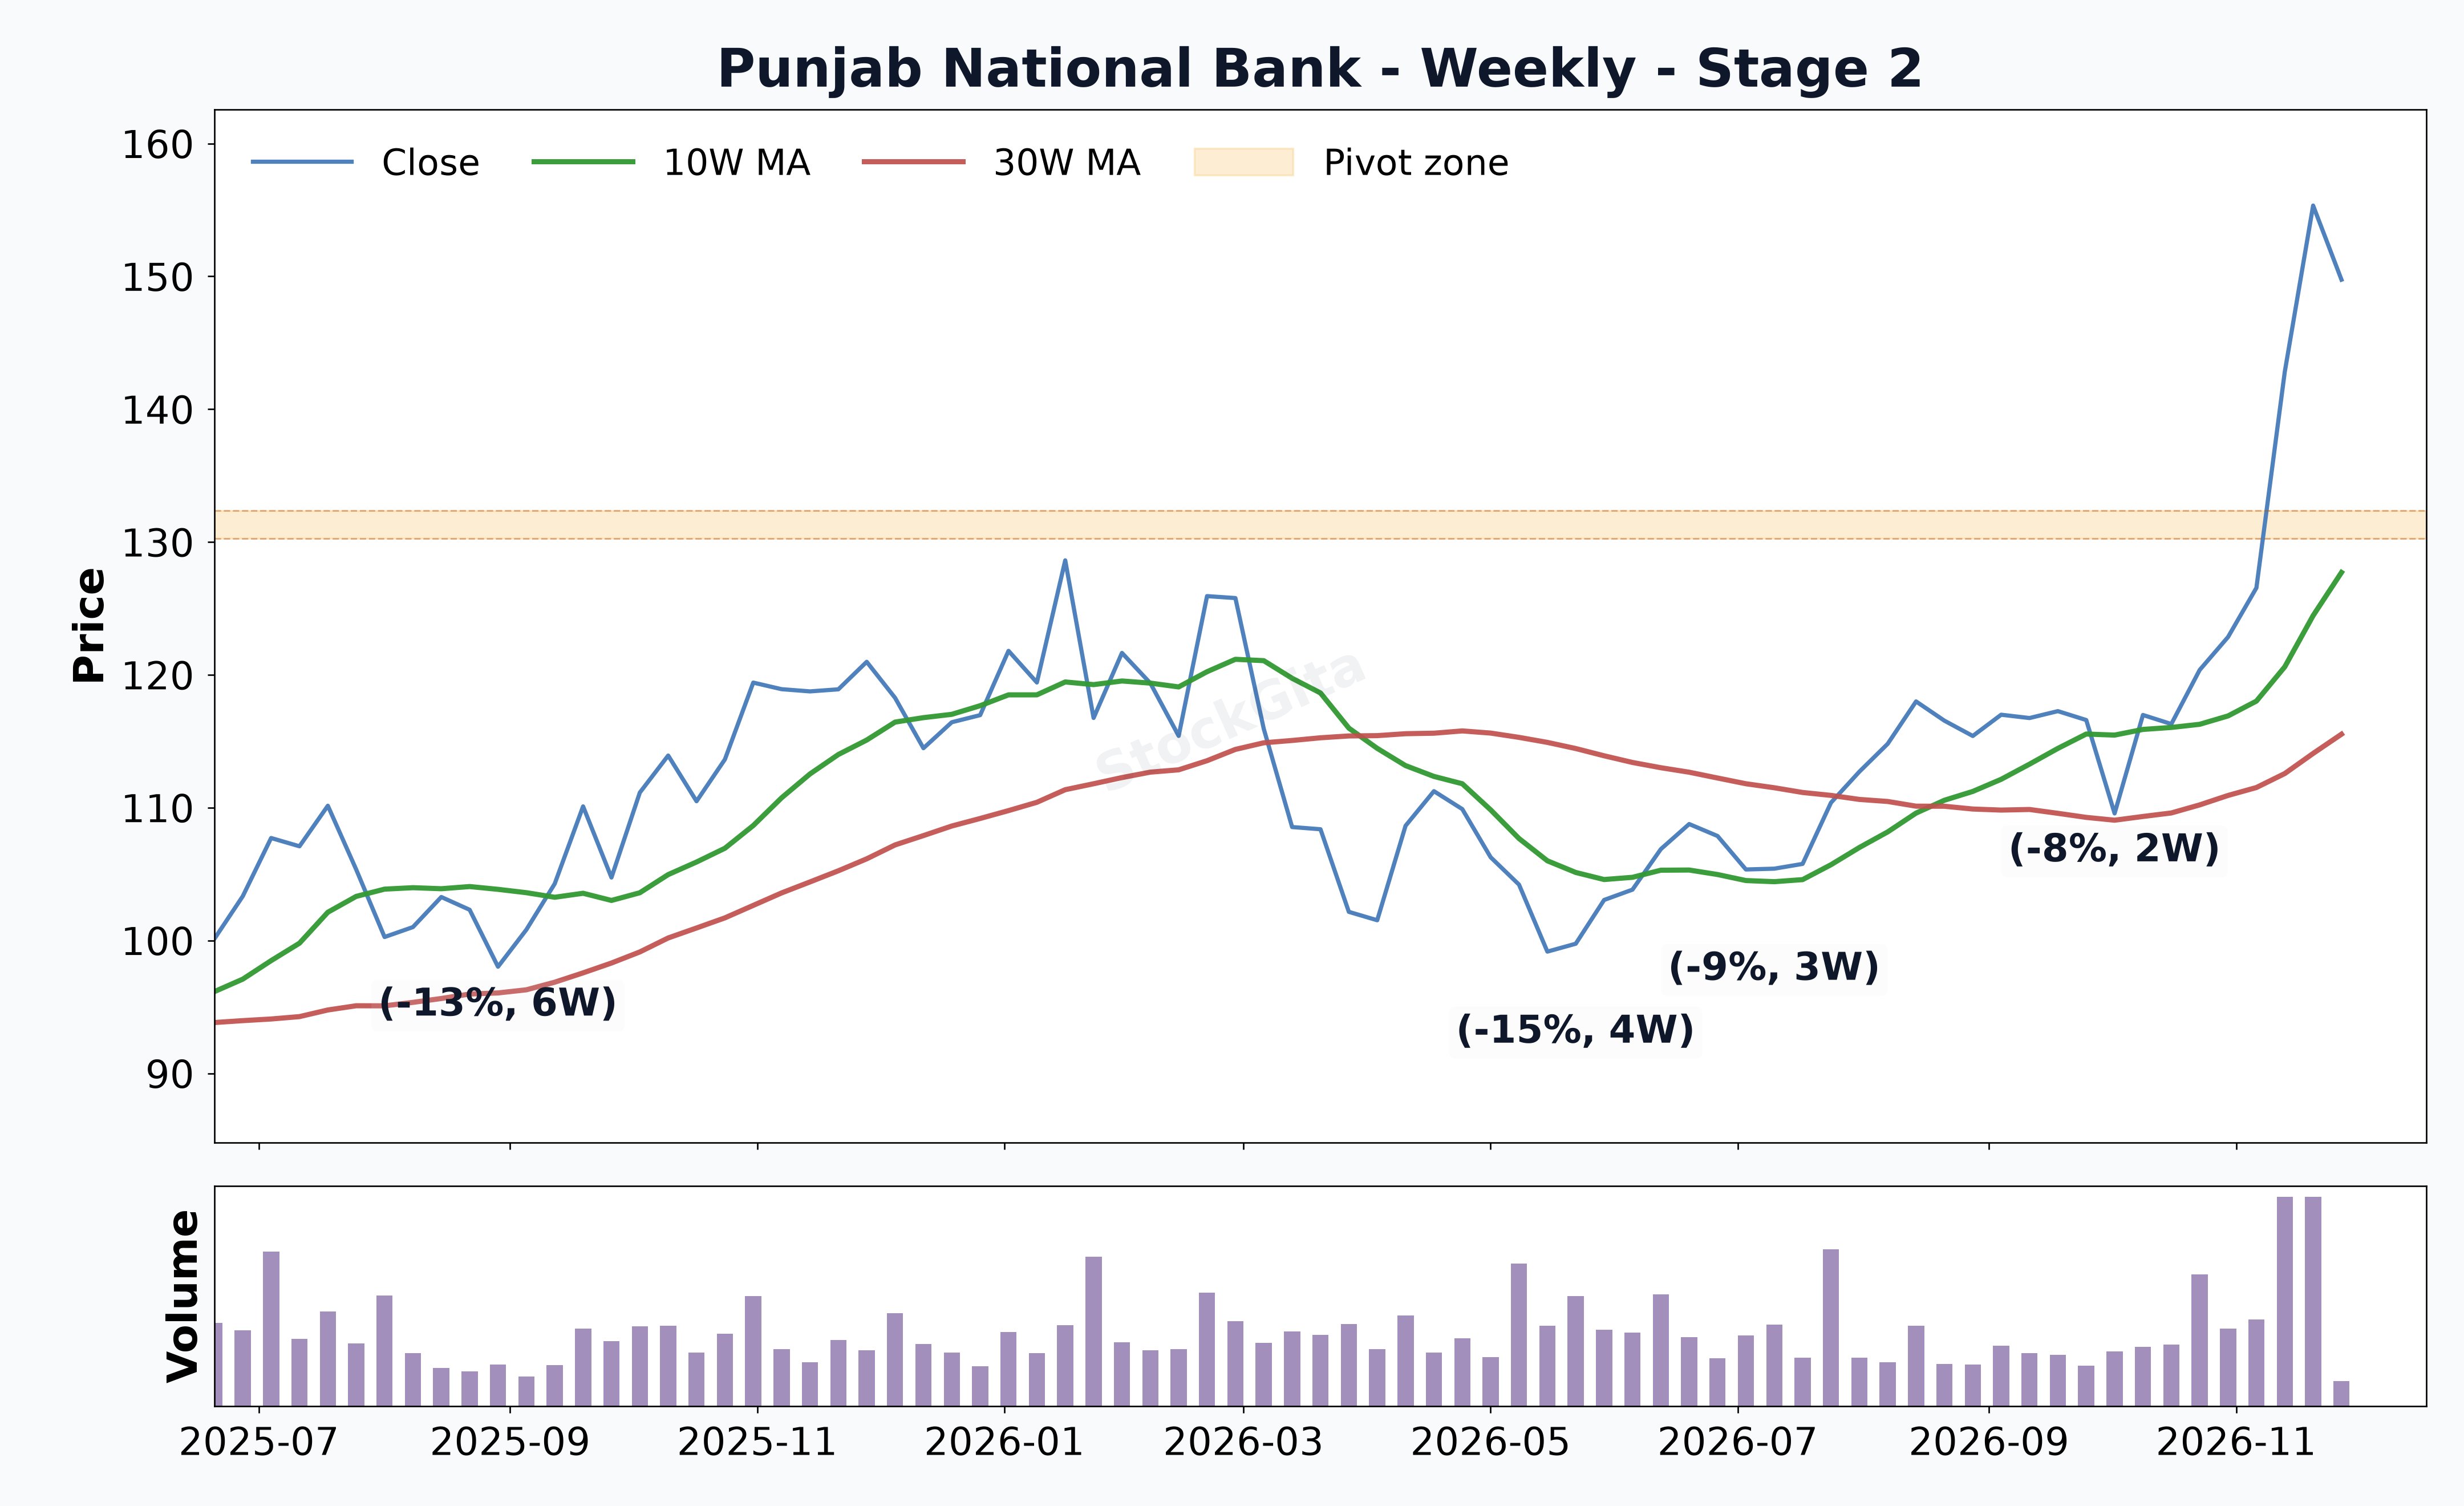 Punjab National Bank - Weekly - Stage 2
Close 10W MA 30W MA Pivot zone
160
150
140
130
120
110
100
90
Price
StockGita
(-13%, 6W)
(-15%, 4W)
(-9%, 3W)
(-8%, 2W)
Volume
2025-07 2025-09 2025-11 2026-01 2026-03 2026-05 2026-07 2026-09 2026-11